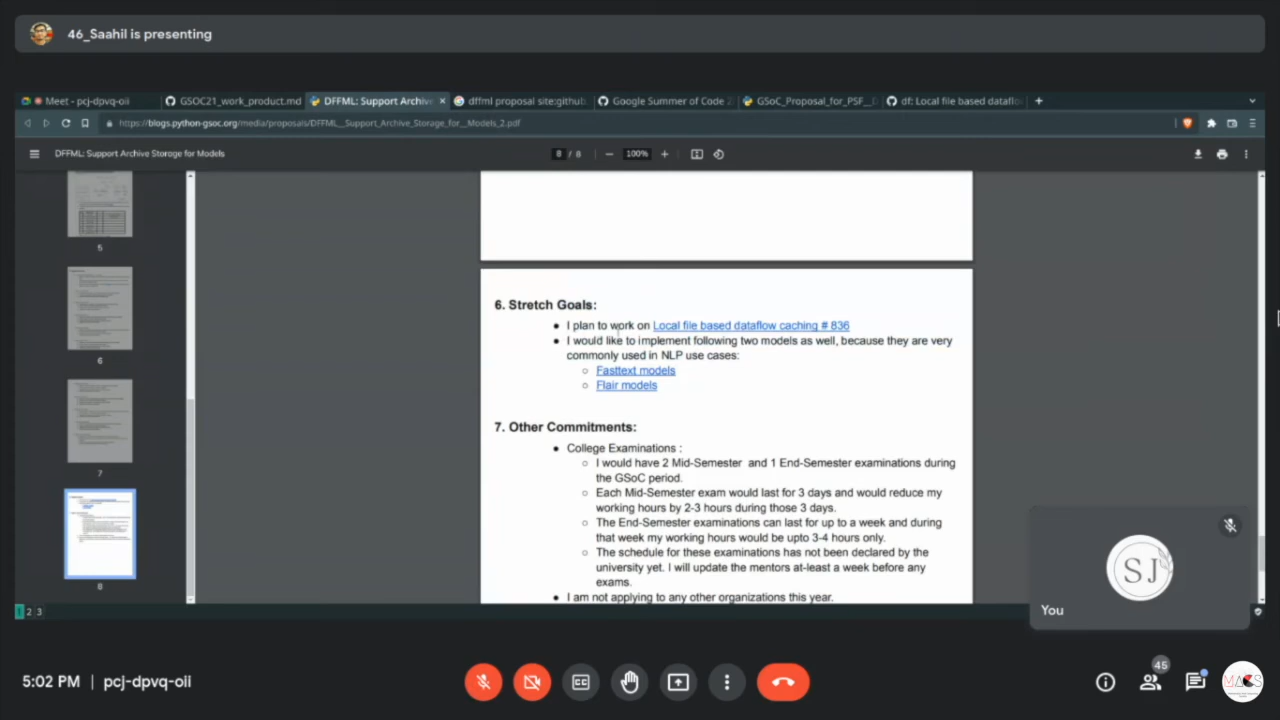 46_Saahil is presenting
Meet - pcj-dpvq-oii
GSOC21_work_product.md
DFFML: Support Archive
dffml proposal site:github
Google Summer of Code 2
GSoC_Proposal_for_PSF__D
df: Local file based dataflo
https://blogs.python-gsoc.org/media/proposals/DFFML__Support_Archive_Storage_for__Models_2.pdf
DFFML: Support Archive Storage for Models
8 / 8
100%
5
6
7
8
6. Stretch Goals:
I plan to work on Local file based dataflow caching # 836
I would like to implement following two models as well, because they are very
commonly used in NLP use cases:
Fasttext models
Flair models
7. Other Commitments:
College Examinations :
I would have 2 Mid-Semester and 1 End-Semester examinations during
the GSoC period.
Each Mid-Semester exam would last for 3 days and would reduce my
working hours by 2-3 hours during those 3 days.
The End-Semester examinations can last for up to a week and during
that week my working hours would be upto 3-4 hours only.
The schedule for these examinations has not been declared by the
university yet. I will update the mentors at-least a week before any
exams.
I am not applying to any other organizations this year.
SJ
You
1 2 3
5:02 PM | pcj-dpvq-oii
CC
45
MACS